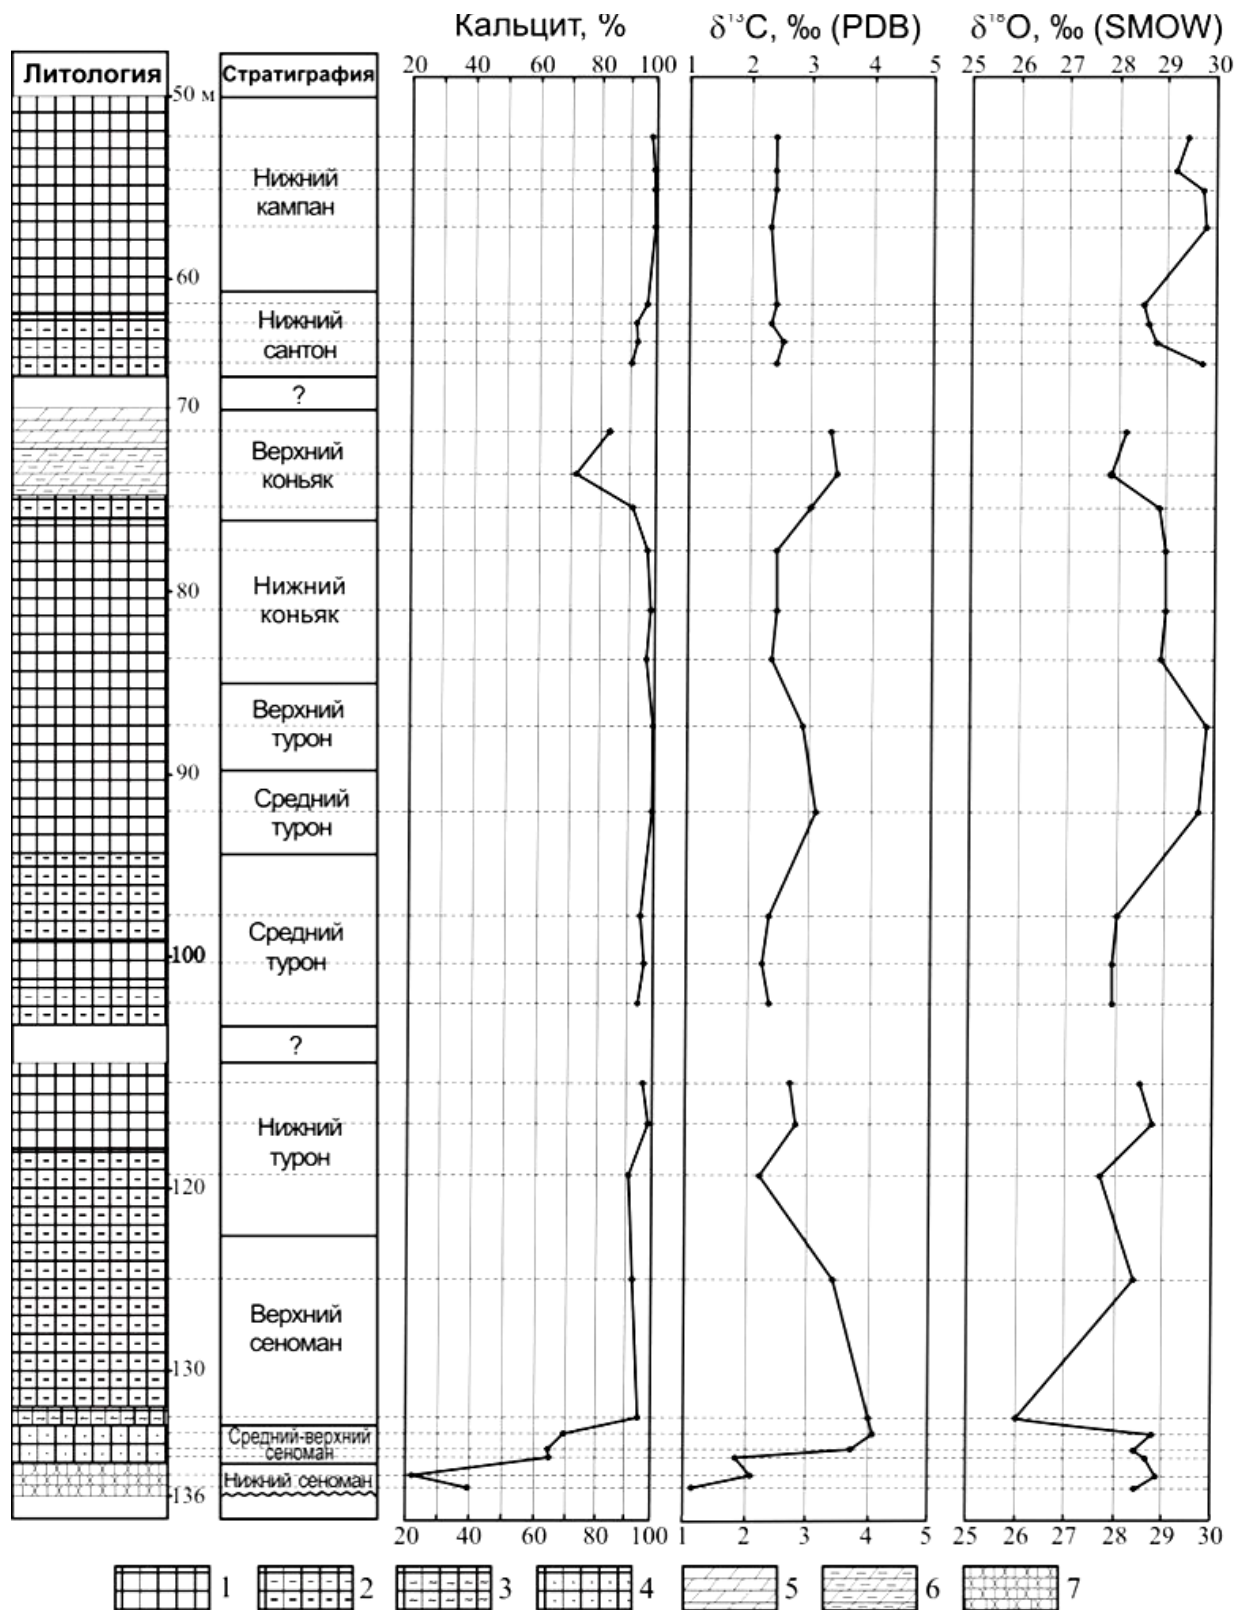 Кальцит, % δ¹³C, ‰ (PDB) δ¹⁸O, ‰ (SMOW)
Литология Стратиграфия 20 40 60 80 100 1 2 3 4 5 25 26 27 28 29 30
50 м
Нижний
кампан
60
Нижний
сантон
?
70
Верхний
коньяк
80
Нижний
коньяк
Верхний
турон
90
Средний
турон
Средний
турон
100
?
Нижний
турон
120
Верхний
сеноман
130
Средний-верхний
сеноман
Нижний сеноман
136
20 40 60 80 100 1 2 3 4 5 25 26 27 28 29 30
1 2 3 4 5 6 7